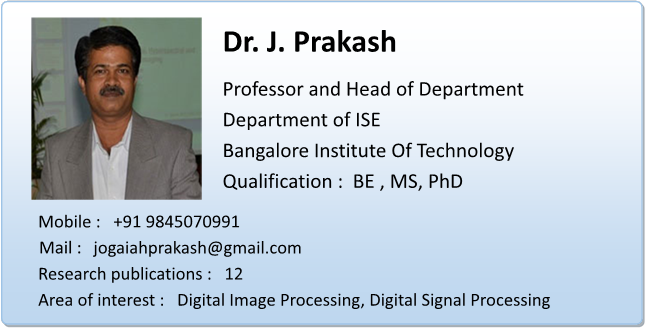 Dr. J. Prakash
Professor and Head of Department
Department of ISE
Bangalore Institute Of Technology
Qualification : BE , MS, PhD
Mobile : +91 9845070991
Mail : jogaiahprakash@gmail.com
Research publications : 12
Area of interest : Digital Image Processing, Digital Signal Processing